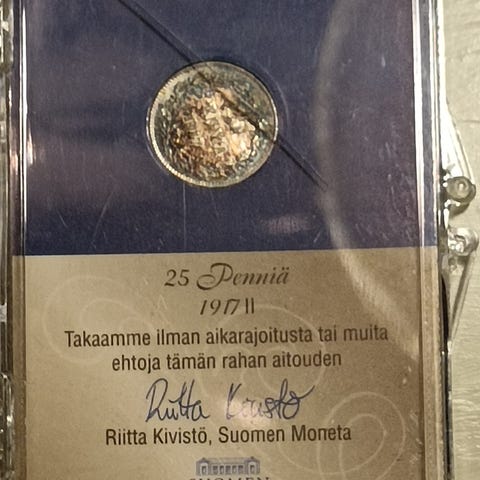 25 Penniä
1917 II
Takaamme ilman aikarajoitusta tai muita
ehtoja tämän rahan aitouden
Riitta Kivistö
Riitta Kivistö, Suomen Moneta
SUOMEN